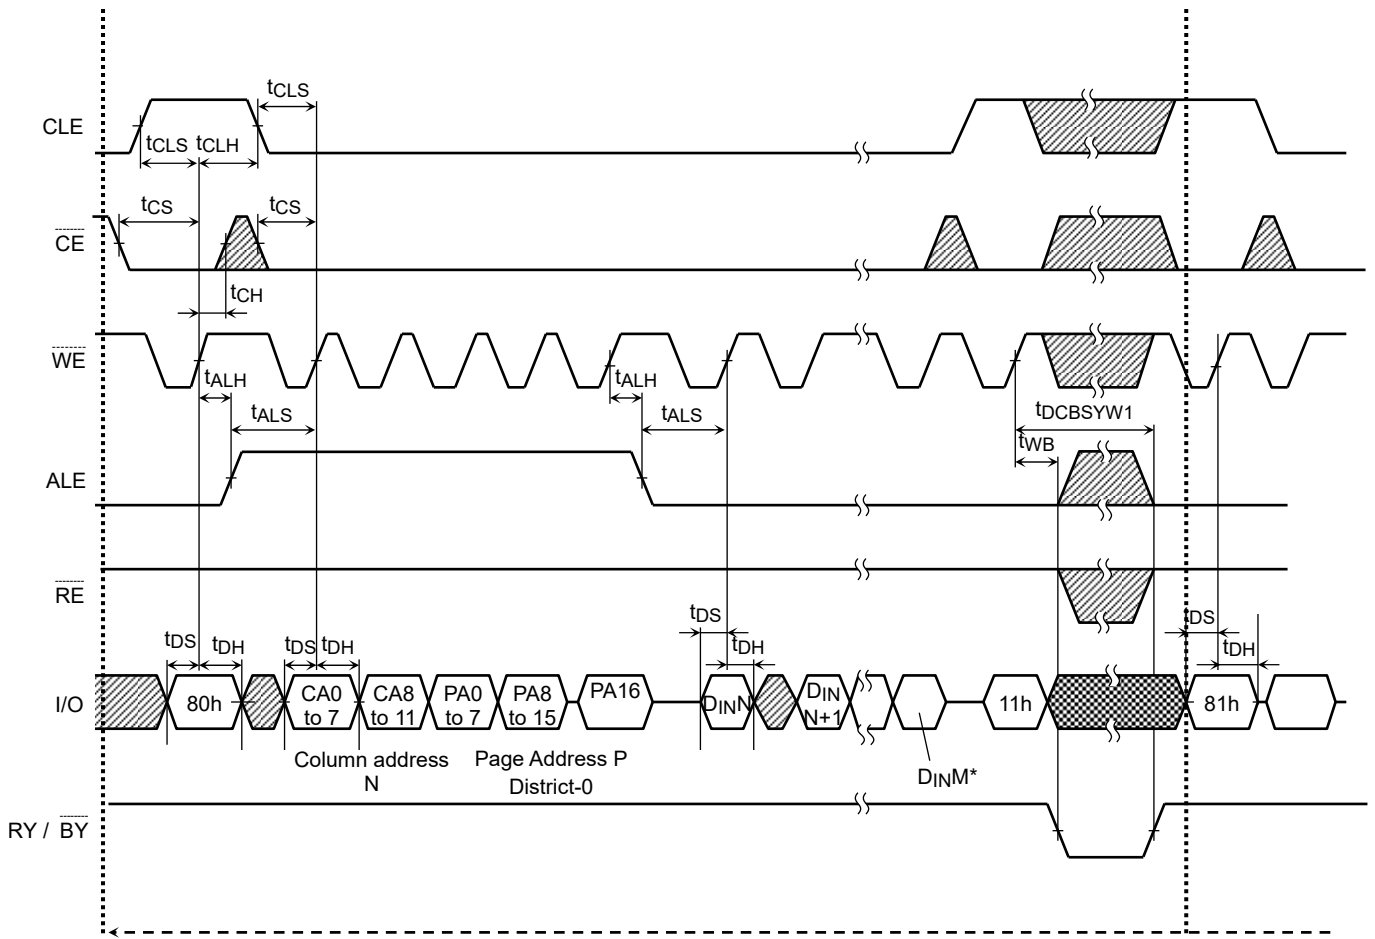 tCLS
CLE
tCLS tCLH
tCS tCS
CE
tCH
WE
tALH tALH
tALS tALS tDCBSYW1
tWB
ALE
RE
tDS tDH tDS tDH tDS tDH DS tDH
I/O 80h CA0 to 7 CA8 to 11 PA0 to 7 PA8 to 15 PA16 DINN DIN N+1 11h 81h
Column address N
Page Address P
District-0
DINM*
RY / BY